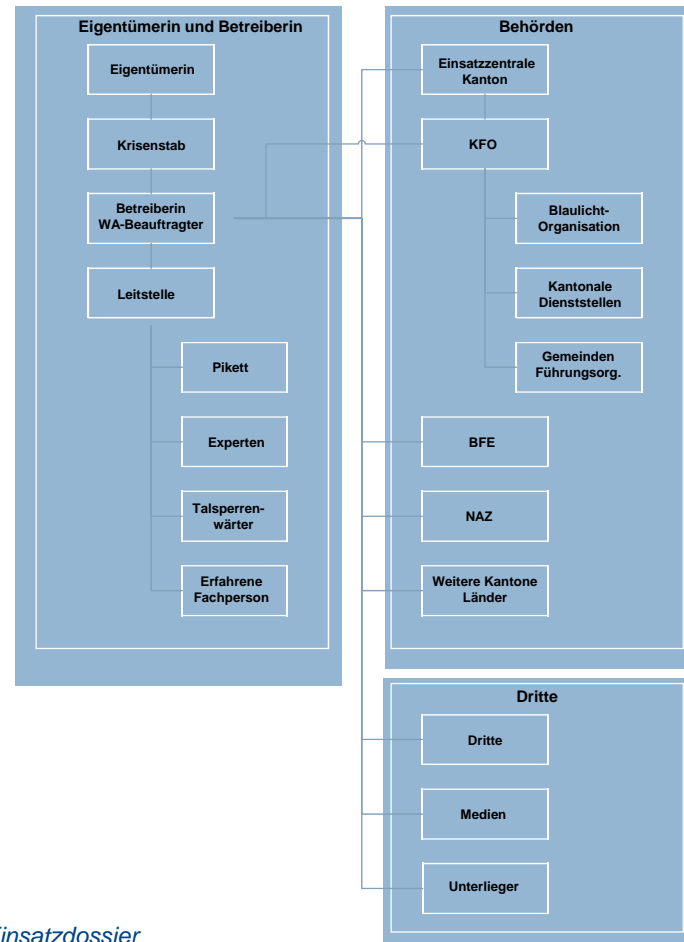 Eigentümerin und Betreiberin
Eigentümerin
Krisenstab
Betreiberin
WA-Beauftragter
Leitstelle
Pikett
Experten
Talsperren-
wärter
Erfahrene
Fachperson
Behörden
Einsatzzentrale
Kanton
KFO
Blaulicht-
Organisation
Kantonale
Dienststellen
Gemeinden
Führungsorg.
BFE
NAZ
Weitere Kantone
Länder
Dritte
Dritte
Medien
Unterlieger
insatzdossier